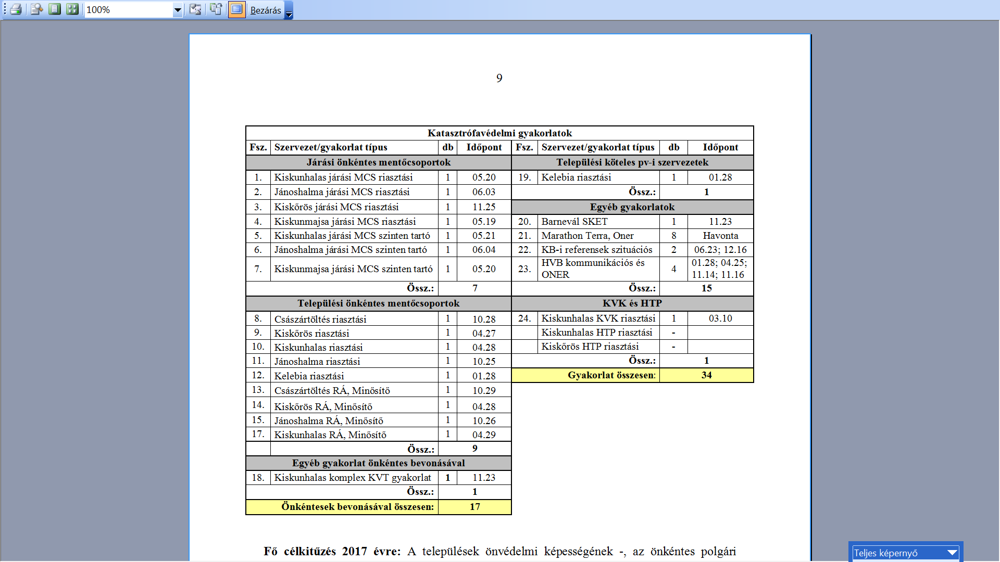 100%
Bezárás
9
Katasztrófavédelmi gyakorlatok
Fsz. Szervezet/gyakorlat típus db Időpont Fsz. Szervezet/gyakorlat típus db Időpont
Járási önkéntes mentőcsoportok
1. Kiskunhalas járási MCS riasztási 1 05.20
2. Jánoshalma járási MCS riasztási 1 06.03
3. Kiskőrös járási MCS riasztási 1 11.25
4. Kiskunmajsa járási MCS riasztási 1 05.19
5. Kiskunhalas járási MCS szinten tartó 1 05.21
6. Jánoshalma járási MCS szinten tartó 1 06.04
7. Kiskunmajsa járási MCS szinten tartó 1 05.20
Össz.: 7
Települési önkéntes mentőcsoportok
8. Császártöltés riasztási 1 10.28
9. Kiskőrös riasztási 1 04.27
10. Kiskunhalas riasztási 1 04.28
11. Jánoshalma riasztási 1 10.25
12. Kelebia riasztási 1 01.28
13. Császártöltés RÁ, Minősítő 1 10.29
14. Kiskőrös RÁ, Minősítő 1 04.28
15. Jánoshalma RÁ, Minősítő 1 10.26
17. Kiskunhalas RÁ, Minősítő 1 04.29
Össz.: 9
Egyéb gyakorlat önkéntes bevonásával
18. Kiskunhalas komplex KVT gyakorlat 1 11.23
Össz.: 1
Önkéntesek bevonásával összesen: 17
Települési köteles pv-i szervezetek
19. Kelebia riasztási 1 01.28
Össz.: 1
Egyéb gyakorlatok
20. Barnevál SKET 1 11.23
21. Marathon Terra, Oner 8 Havonta
22. KB-i referensek szituációs 2 06.23; 12.16
23. HVB kommunikációs és ONER 4 01.28; 04.25; 11.14; 11.16
Össz.: 15
KVK és HTP
24. Kiskunhalas KVK riasztási 1 03.10
Kiskunhalas HTP riasztási -
Kiskőrös HTP riasztási -
Össz.: 1
Gyakorlat összesen: 34
Fő célkitűzés 2017 évre: A települések önvédelmi képességének -, az önkéntes polgári
Teljes képernyő